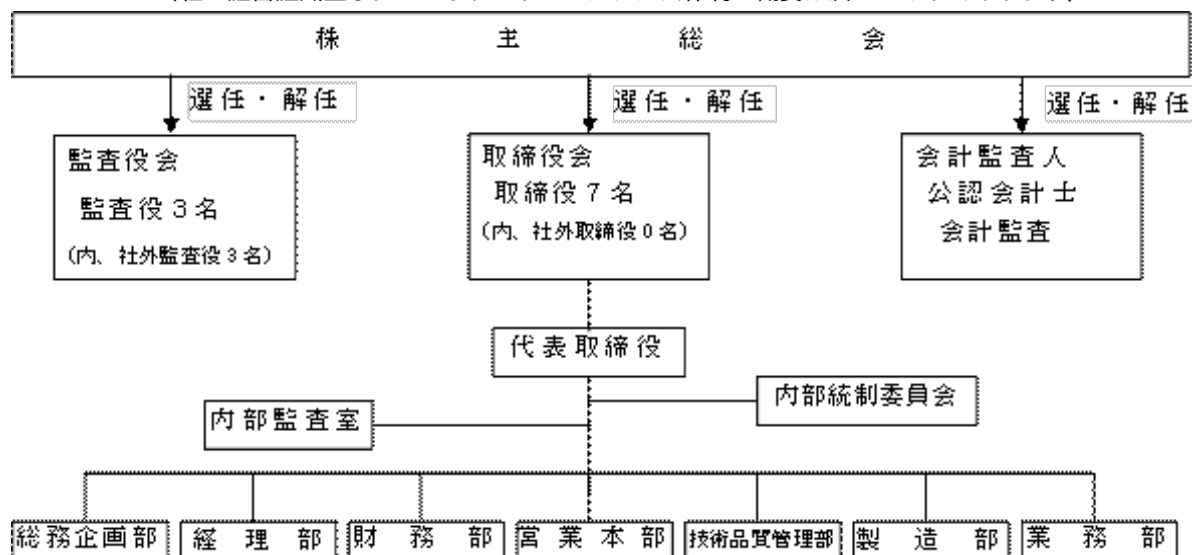 株主総会
選任・解任
選任・解任
選任・解任
監査役会
監査役3名
(内、社外監査役3名)
取締役会
取締役7名
(内、社外取締役0名)
会計監査人
公認会計士
会計監査
代表取締役
内部統制委員会
内部監査室
総務企画部
経理部
財務部
営業本部
技術品質管理部
製造部
業務部